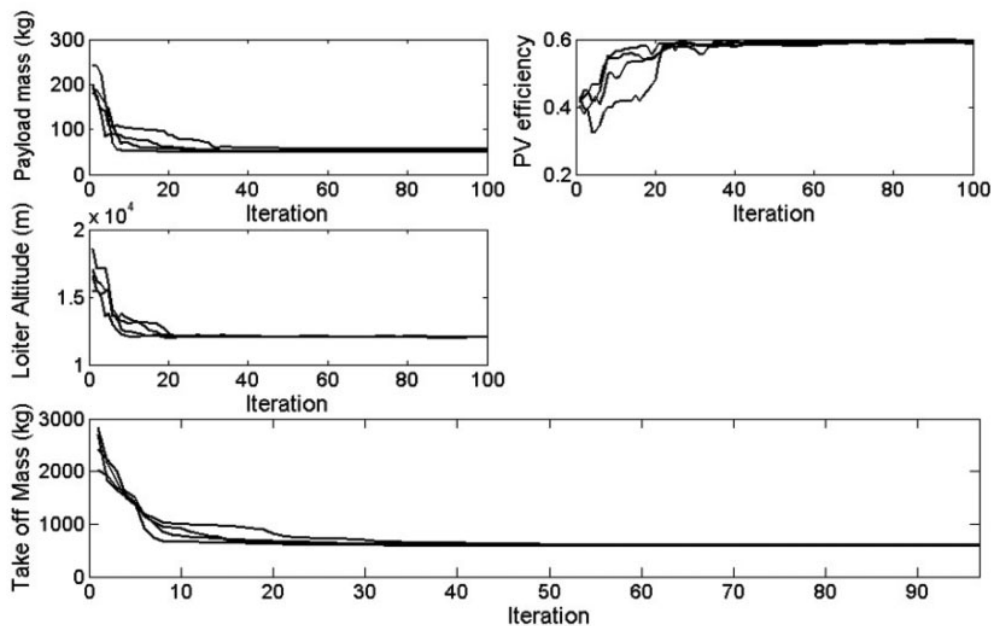 Payload mass (kg)
300
200
100
0
0 20 40 60 80 100
Iteration
PV efficiency
0.6
0.4
0.2
0 20 40 60 80 100
Iteration
x 10⁴
Loiter Altitude (m)
2
1.5
1
0 20 40 60 80 100
Iteration
Take off Mass (kg)
3000
2000
1000
0
0 10 20 30 40 50 60 70 80 90
Iteration